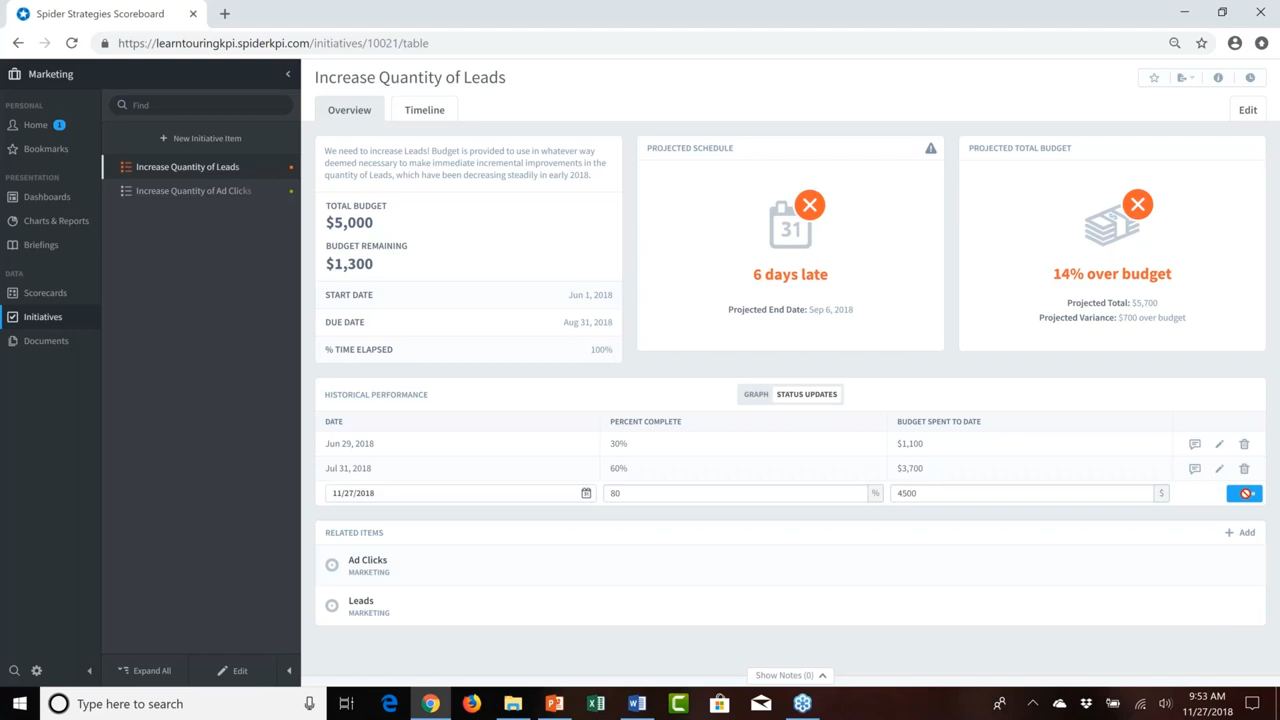 Spider Strategies Scoreboard
https://learntouringkpi.spiderkpi.com/initiatives/10021/table
Marketing
PERSONAL
Home 1
Bookmarks
PRESENTATION
Dashboards
Charts & Reports
Briefings
DATA
Scorecards
Initiatives
Documents
Find
New Initiative Item
Increase Quantity of Leads
Increase Quantity of Ad Clicks
Expand All
Edit
Increase Quantity of Leads
Overview
Timeline
Edit
We need to increase Leads! Budget is provided to use in whatever way
deemed necessary to make immediate incremental improvements in the
quantity of Leads, which have been decreasing steadily in early 2018.
TOTAL BUDGET
$5,000
BUDGET REMAINING
$1,300
START DATE Jun 1, 2018
DUE DATE Aug 31, 2018
% TIME ELAPSED 100%
PROJECTED SCHEDULE
31
6 days late
Projected End Date: Sep 6, 2018
PROJECTED TOTAL BUDGET
14% over budget
Projected Total: $5,700
Projected Variance: $700 over budget
HISTORICAL PERFORMANCE
GRAPH STATUS UPDATES
DATE PERCENT COMPLETE BUDGET SPENT TO DATE
Jun 29, 2018 30% $1,100
Jul 31, 2018 60% $3,700
11/27/2018 80 % 4500 $
RELATED ITEMS
Add
Ad Clicks
MARKETING
Leads
MARKETING
Show Notes (0)
Type here to search
9:53 AM
11/27/2018